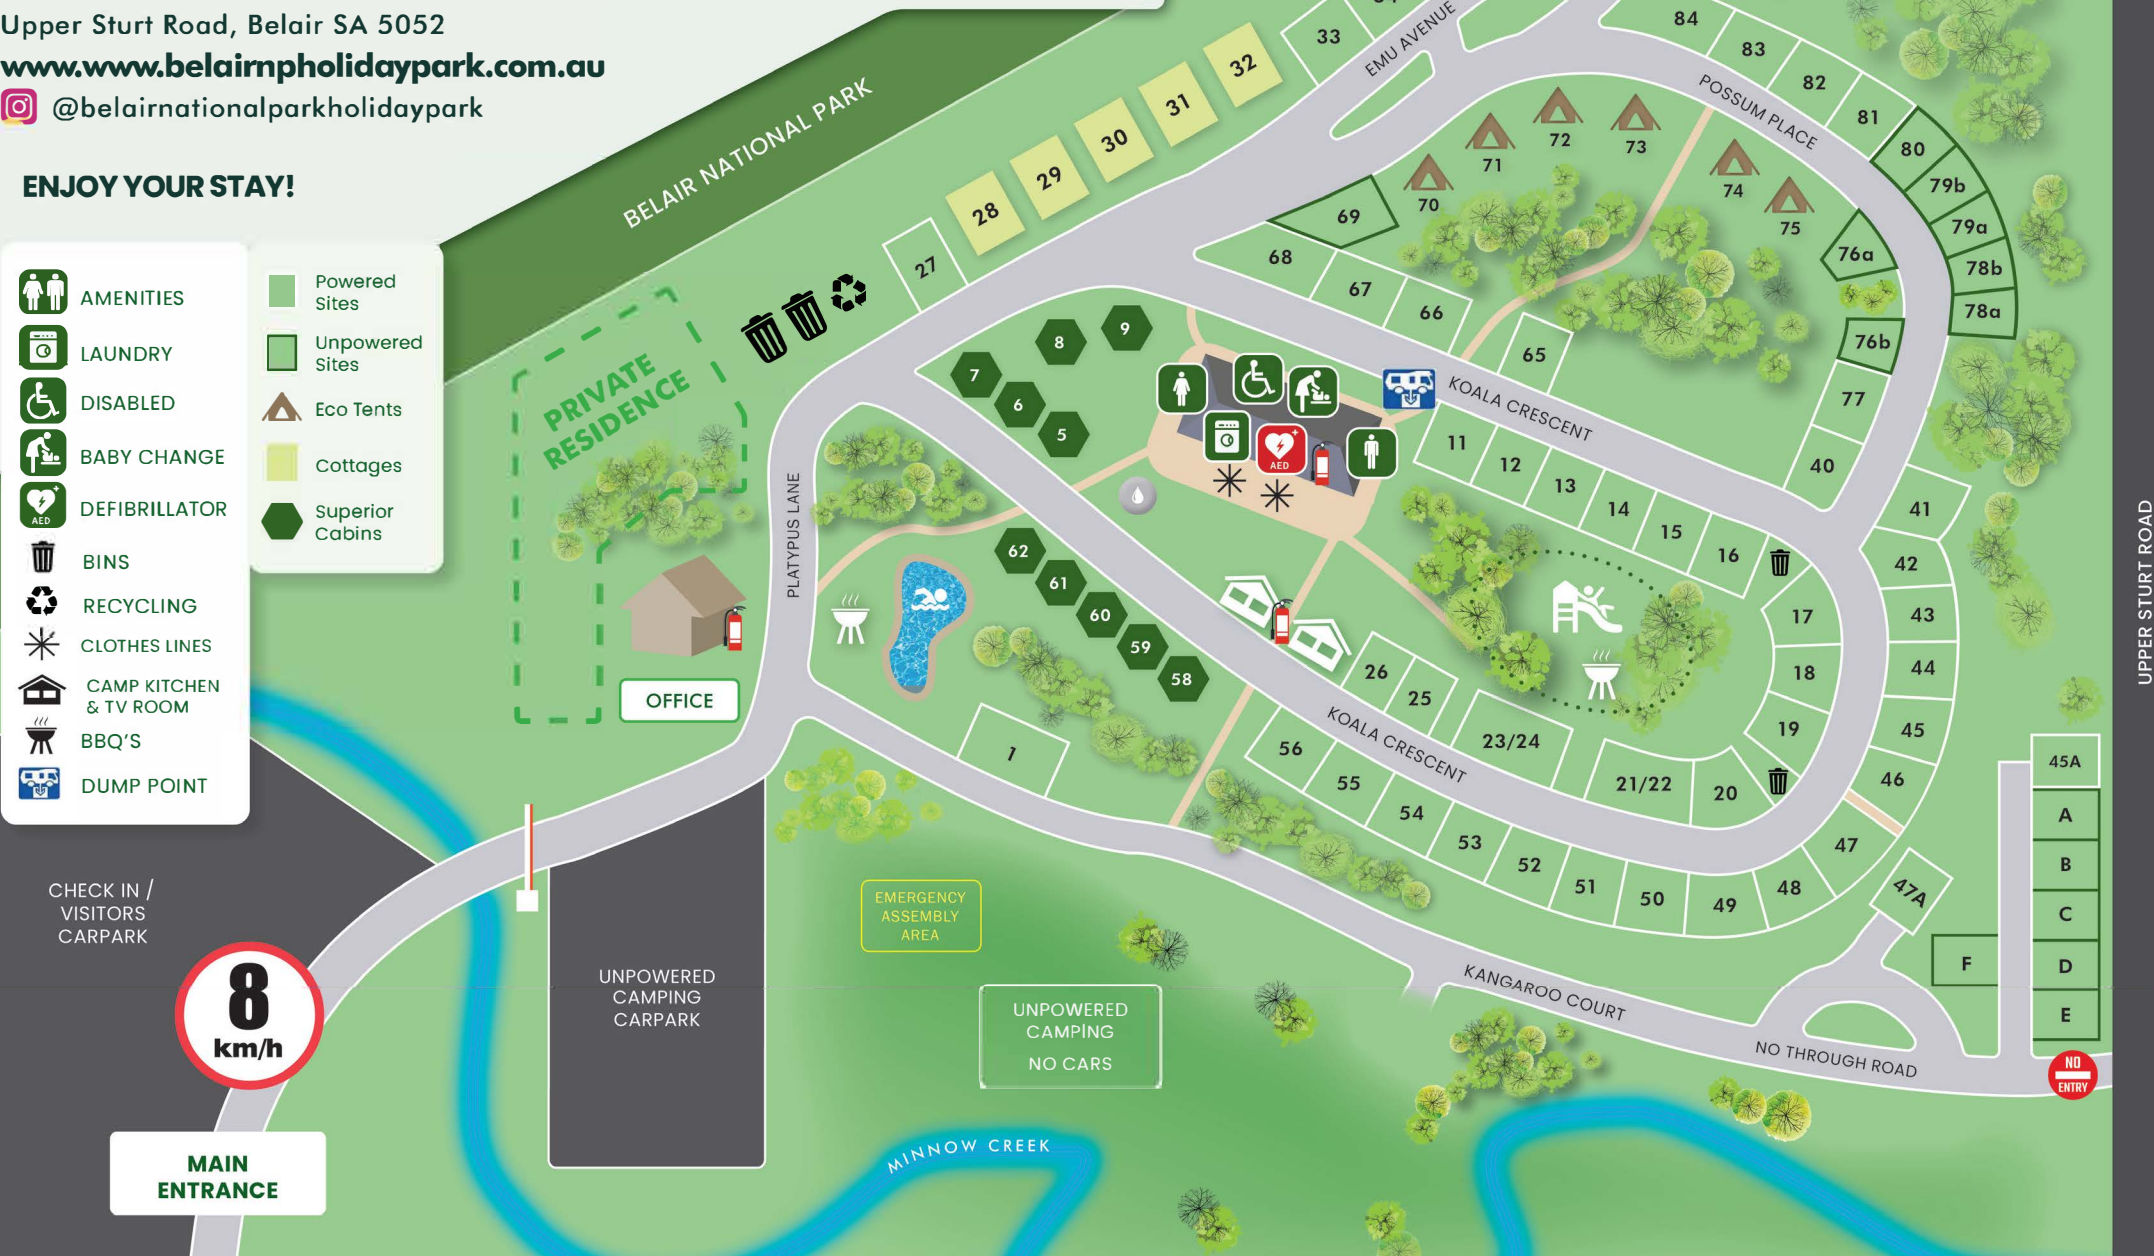 Upper Sturt Road, Belair SA 5052
www.www.belairnpholidaypark.com.au
@belairnationalparkholidaypark
ENJOY YOUR STAY!
AMENITIES
LAUNDRY
DISABLED
BABY CHANGE
AED
DEFIBRILLATOR
BINS
RECYCLING
CLOTHES LINES
CAMP KITCHEN
& TV ROOM
BBQ'S
DUMP POINT
Powered
Sites
Unpowered
Sites
Eco Tents
Cottages
Superior
Cabins
BELAIR NATIONAL PARK
PRIVATE
RESIDENCE
OFFICE
PLATYPUS LANE
EMU AVENUE
POSSUM PLACE
KOALA CRESCENT
KOALA CRESCENT
KANGAROO COURT
NO THROUGH ROAD
UPPER STURT ROAD
NO
ENTRY
CHECK IN /
VISITORS
CARPARK
8
km/h
MAIN
ENTRANCE
UNPOWERED
CAMPING
CARPARK
EMERGENCY
ASSEMBLY
AREA
UNPOWERED
CAMPING
NO CARS
MINNOW CREEK
AED
27
28
29
30
31
32
33
84
83
82
81
80
79b
79a
78b
78a
77
76b
76a
75
74
73
72
71
70
69
68
67
66
65
9
8
7
6
5
11
12
13
14
15
16
17
18
19
20
21/22
23/24
25
26
40
41
42
43
44
45
46
47
48
49
50
51
52
53
54
55
56
58
59
60
61
62
1
45A
47A
A
B
C
D
E
F